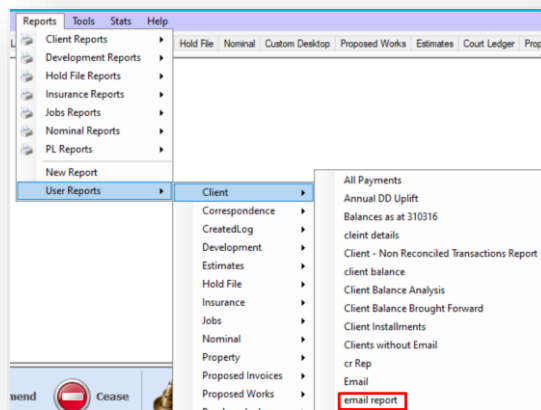 Reports Tools Stats Help
Client Reports
Development Reports
Hold File Reports
Insurance Reports
Jobs Reports
Nominal Reports
PL Reports
New Report
User Reports
Hold File Nominal Custom Desktop Proposed Works Estimates Court Ledger
Client
Correspondence
CreatedLog
Development
Estimates
Hold File
Insurance
Jobs
Nominal
Property
Proposed Invoices
Proposed Works
All Payments
Annual DD Uplift
Balances as at 310316
cleint details
Client - Non Reconciled Transactions Report
client balance
Client Balance Analysis
Client Balance Brought Forward
Client Installments
Clients without Email
cr Rep
Email
email report
Cease